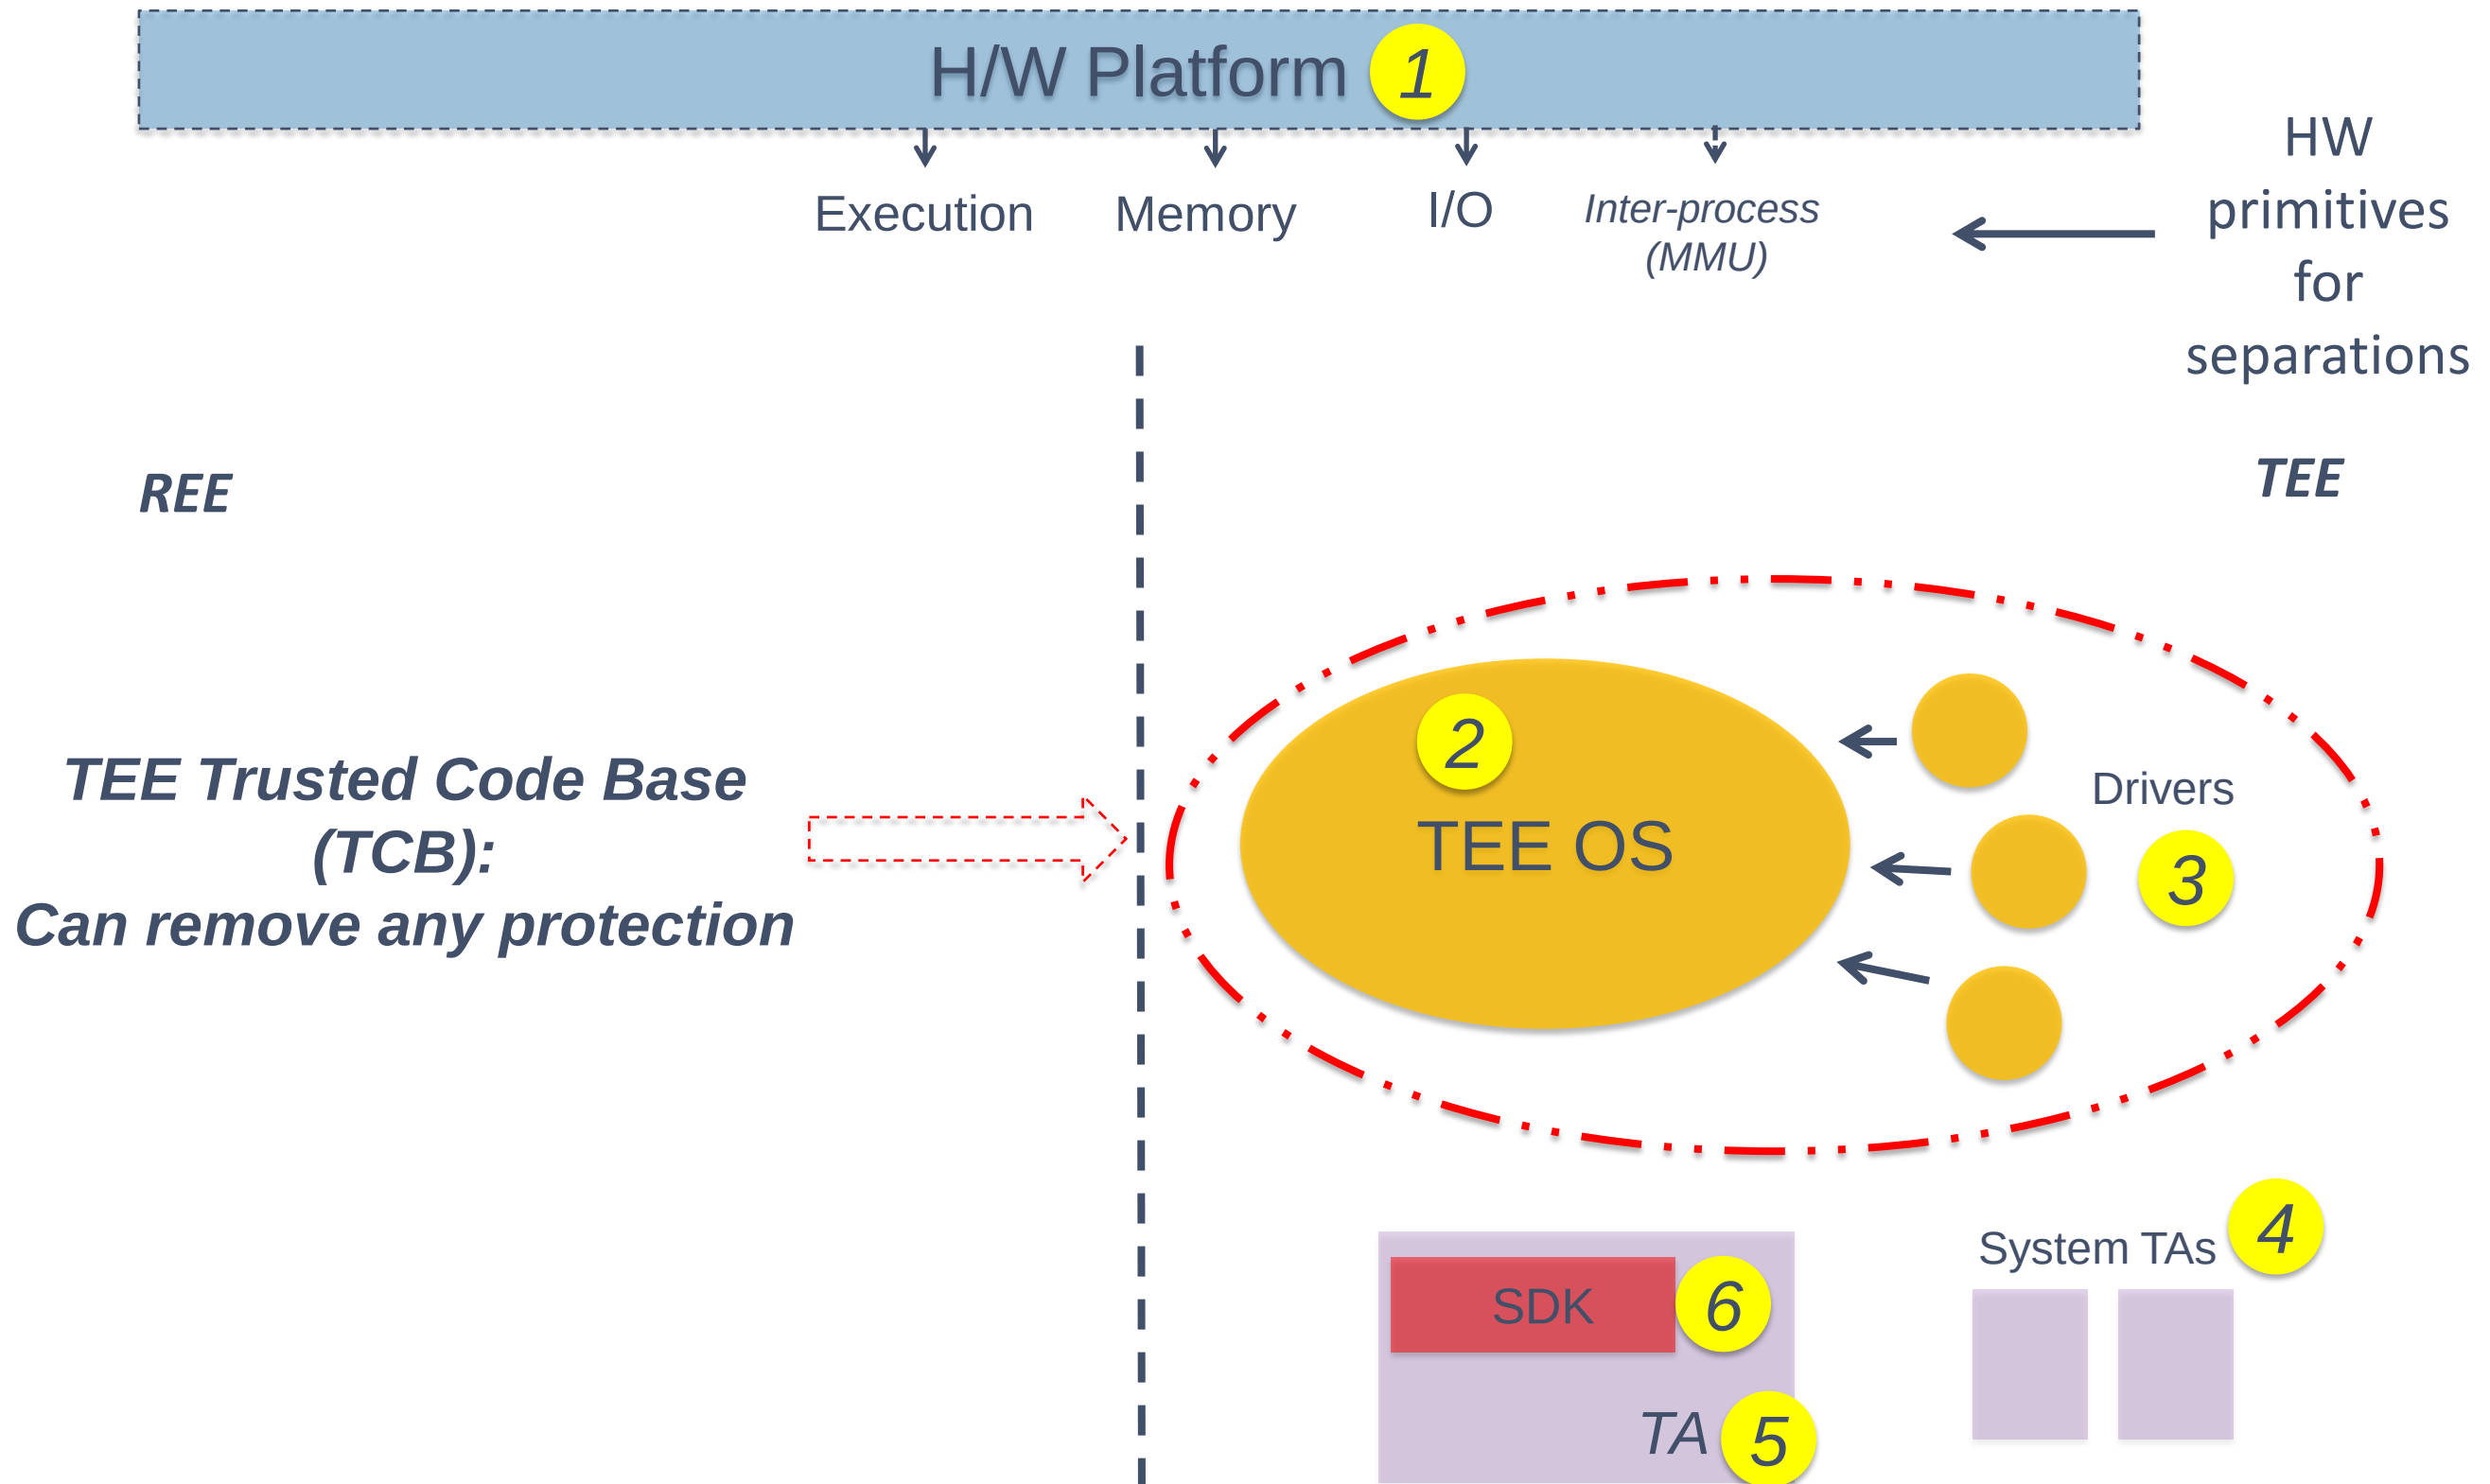 H/W Platform 1
Execution
Memory
I/O
Inter-process
(MMU)
HW
primitives
for
separations
REE
TEE
TEE Trusted Code Base
(TCB):
Can remove any protection
2
TEE OS
Drivers
3
System TAs 4
SDK 6
TA 5